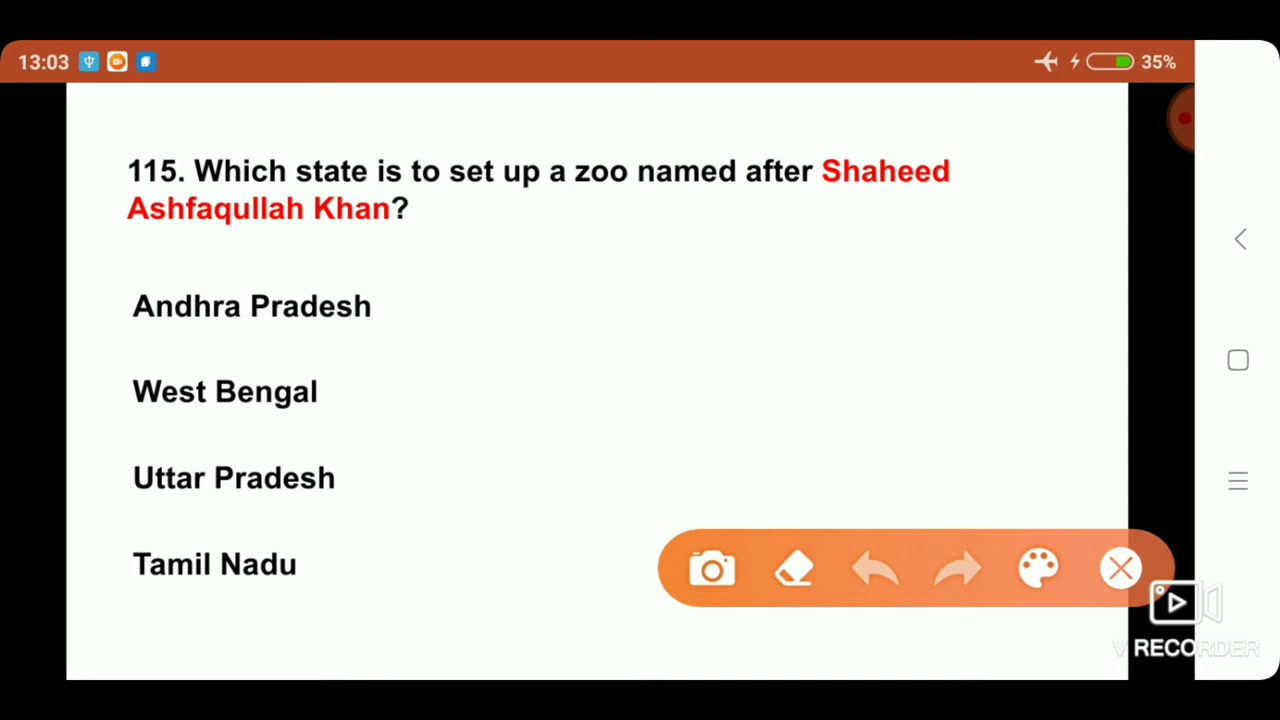 13:03
35%
115. Which state is to set up a zoo named after Shaheed
Ashfaqullah Khan?
Andhra Pradesh
West Bengal
Uttar Pradesh
Tamil Nadu
V RECORDER